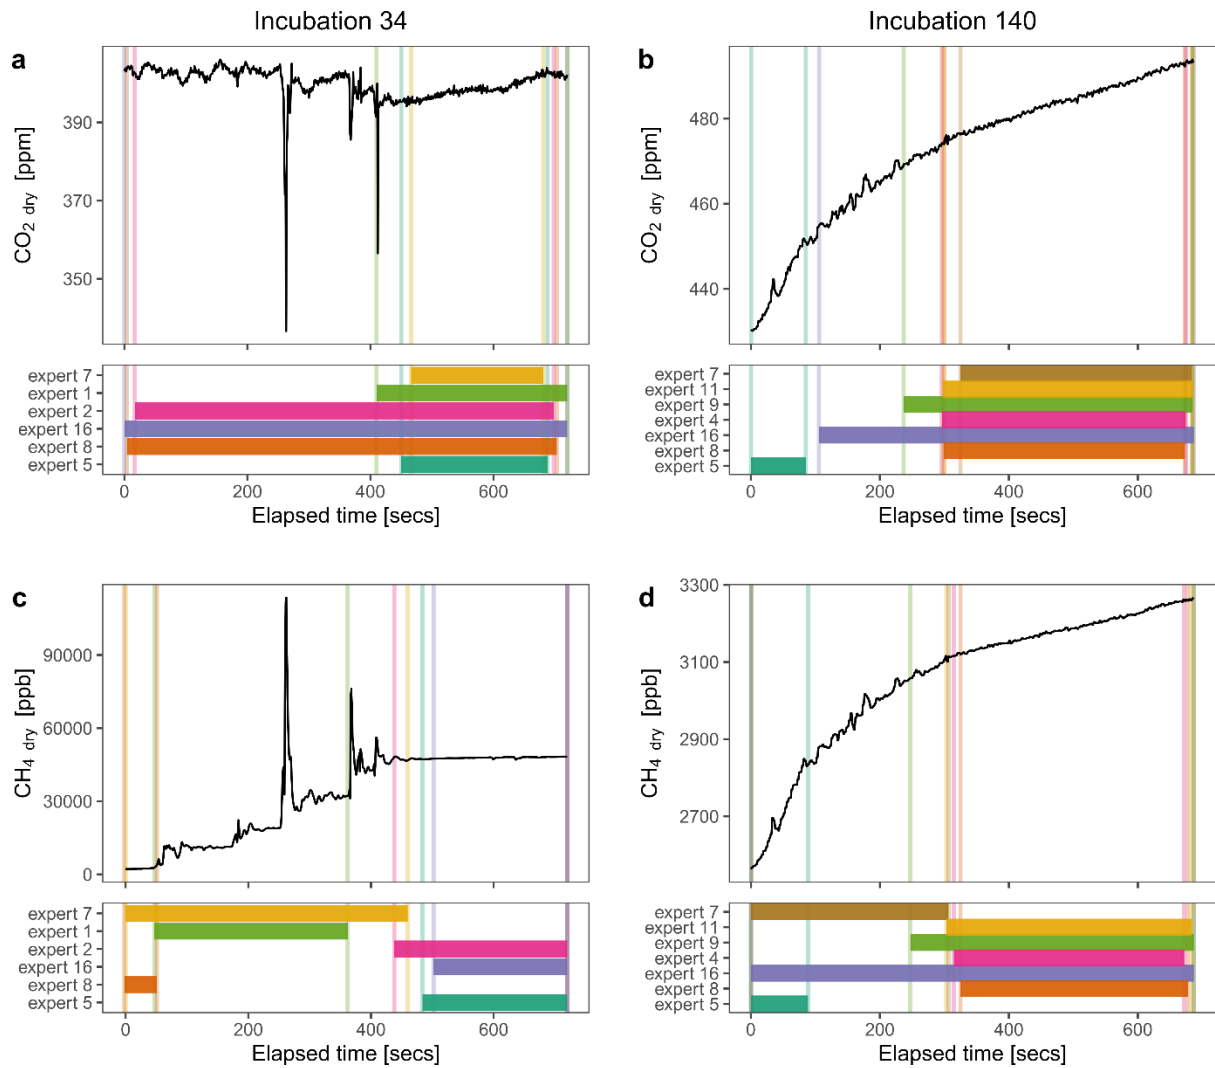 Incubation 34
Incubation 140
a
CO2 dry [ppm]
390
370
350
expert 7
expert 1
expert 2
expert 16
expert 8
expert 5
0 200 400 600
Elapsed time [secs]
b
CO2 dry [ppm]
480
460
440
expert 7
expert 11
expert 9
expert 4
expert 16
expert 8
expert 5
0 200 400 600
Elapsed time [secs]
c
CH4 dry [ppb]
90000
60000
30000
0
expert 7
expert 1
expert 2
expert 16
expert 8
expert 5
0 200 400 600
Elapsed time [secs]
d
CH4 dry [ppb]
3300
3100
2900
2700
expert 7
expert 11
expert 9
expert 4
expert 16
expert 8
expert 5
0 200 400 600
Elapsed time [secs]